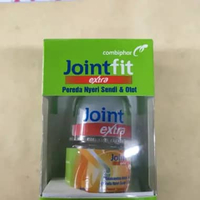 combiphar
Jointfit
extra
Pereda Nyeri Sendi & Otot
Joint
extra